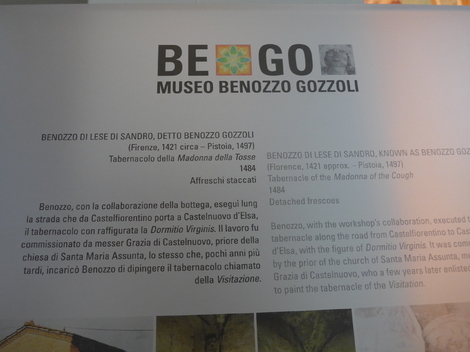 BE GO
MUSEO BENOZZO GOZZOLI
BENOZZO DI LESE DI SANDRO, DETTO BENOZZO GOZZOLI
(Firenze, 1421 circa – Pistoia, 1497)
Tabernacolo della Madonna della Tosse
1484
Affreschi staccati
Benozzo, con la collaborazione della bottega, eseguì lungo
la strada che da Castelfiorentino porta a Castelnuovo d'Elsa,
il tabernacolo con raffigurata la Dormitio Virginis. Il lavoro fu
commissionato da messer Grazia di Castelnuovo, priore della
chiesa di Santa Maria Assunta, lo stesso che, pochi anni più
tardi, incaricò Benozzo di dipingere il tabernacolo chiamato
della Visitazione.
BENOZZO DI LESE DI SANDRO, KNOWN AS BENOZZO
(Florence, 1421 approx. – Pistoia, 1497)
Tabernacle of the Madonna of the Cough
1484
Detached frescoes
Benozzo, with the workshop's collaboration, executed
tabernacle along the road from Castelfiorentino to
d'Elsa, with the figure of Dormitio Virginis. It was
by the prior of the church of Santa Maria Assunta,
Grazia di Castelnuovo, who a few years later enlisted
to paint the tabernacle of the Visitation.